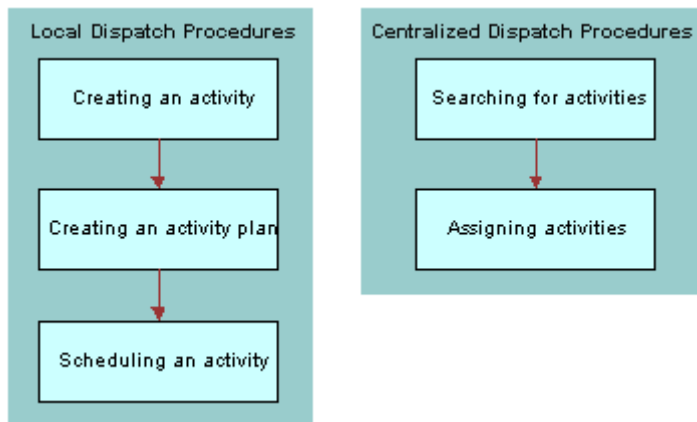 Local Dispatch Procedures
Creating an activity
Creating an activity plan
Scheduling an activity
Centralized Dispatch Procedures
Searching for activities
Assigning activities